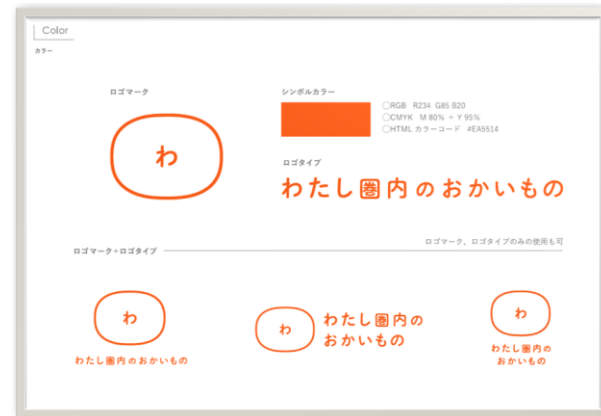 Color
カラー
ロゴマーク
わ
シンボルカラー
○RGB R234 G85 B20
○CMYK M 80% + Y 95%
○HTML カラーコード #EA5514
ロゴタイプ
わたし圏内のおかいもの
ロゴマーク、ロゴタイプのみの使用も可
ロゴマーク+ロゴタイプ
わ
わたし圏内のおかいもの
わ
わたし圏内の
おかいもの
わ
わたし圏内の
おかいもの